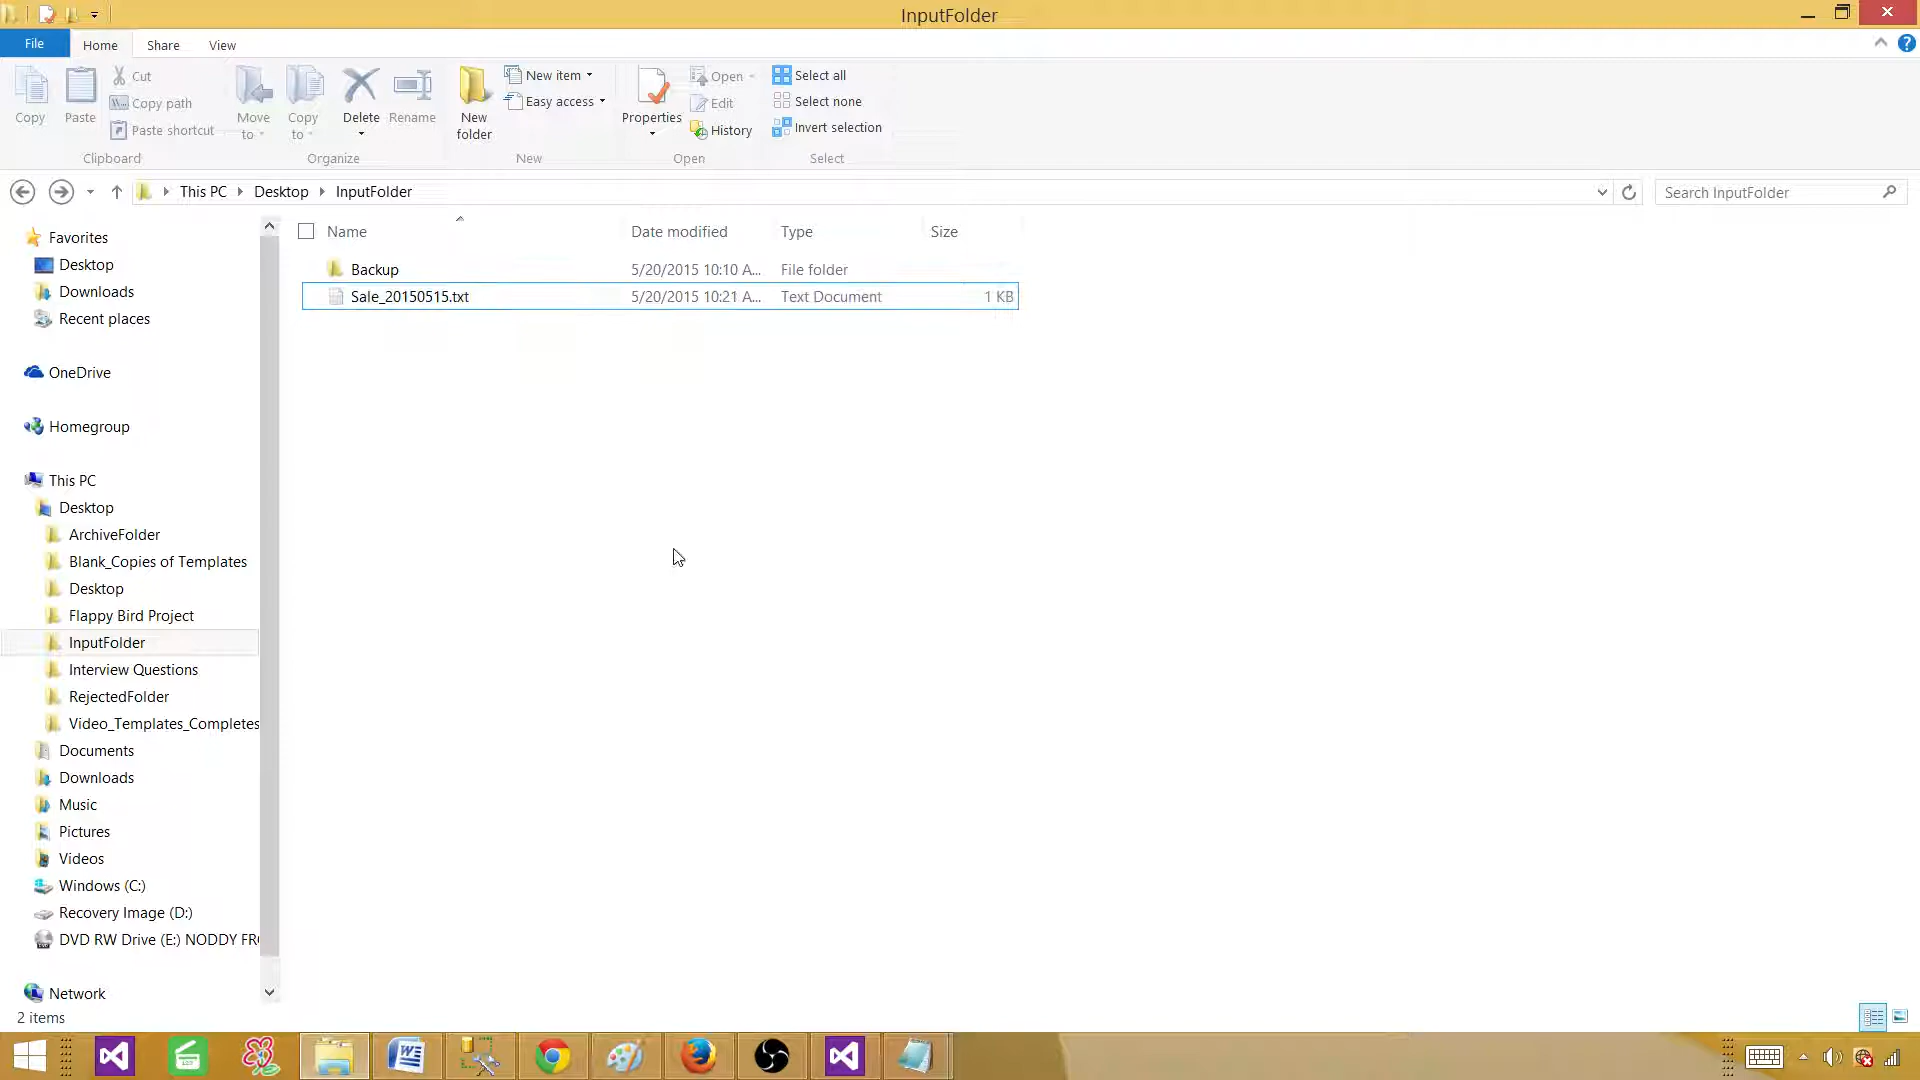 InputFolder
File
Home
Share
View
Copy
Paste
Cut
Copy path
Paste shortcut
Clipboard
Move to
Copy to
Delete
Rename
Organize
New folder
New item
Easy access
New
Properties
Open
Edit
History
Open
Select all
Select none
Invert selection
Select
This PC
Desktop
InputFolder
Search InputFolder
Name
Date modified
Type
Size
Backup
5/20/2015 10:10 A...
File folder
Sale_20150515.txt
5/20/2015 10:21 A...
Text Document
1 KB
Favorites
Desktop
Downloads
Recent places
OneDrive
Homegroup
This PC
Desktop
ArchiveFolder
Blank_Copies of Templates
Desktop
Flappy Bird Project
InputFolder
Interview Questions
RejectedFolder
Video_Templates_Completes
Documents
Downloads
Music
Pictures
Videos
Windows (C:)
Recovery Image (D:)
DVD RW Drive (E:) NODDY FR
Network
2 items